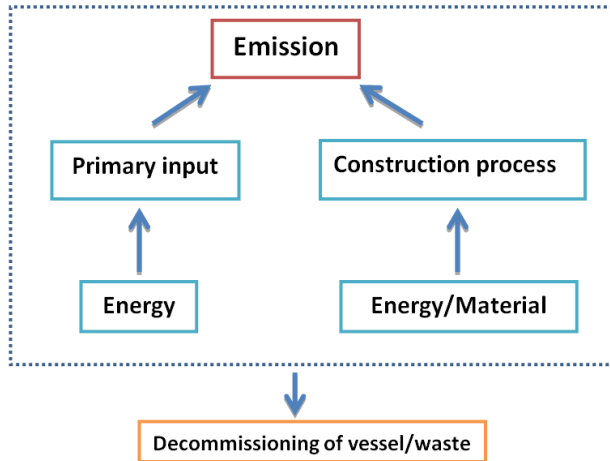 Emission
Primary input
Construction process
Energy
Energy/Material
Decommissioning of vessel/waste